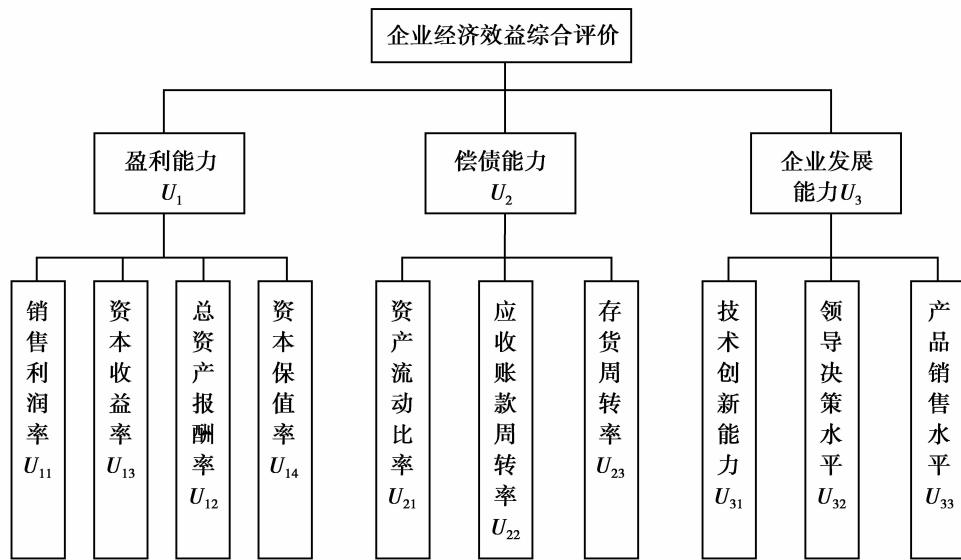 企业经济效益综合评价
盈利能力
U₁
偿债能力
U₂
企业发展
能力U₃
销售利润率U₁₁
资本收益率U₁₃
总资产报酬率U₁₂
资本保值率U₁₄
资产流动比率U₂₁
应收账款周转率U₂₂
存货周转率U₂₃
技术创新能力U₃₁
领导决策水平U₃₂
产品销售水平U₃₃